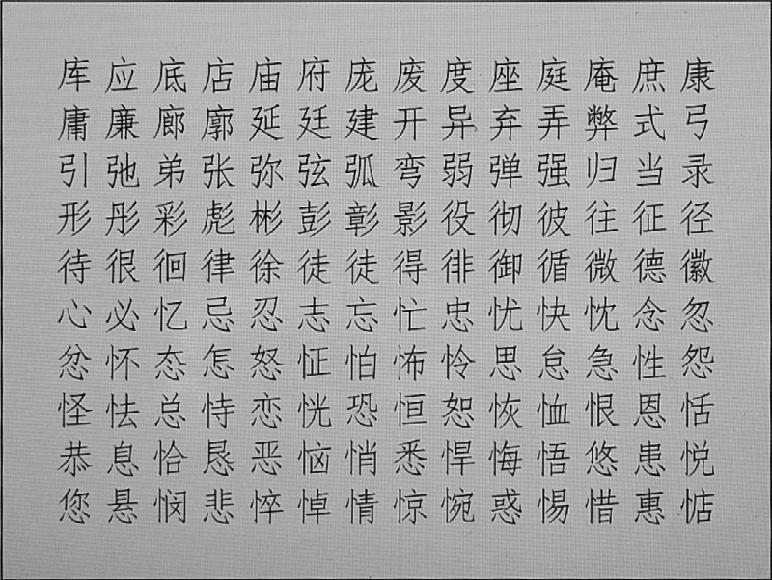 库应底店庙府庞废度座庭庵庶康
庸廉廊廓延廷建开异弃弄弊式弓
引弛弟张弥弦弧弯弱弹强归当录
形彤彩彪彬彭彰影役彻彼往征径
待很徊律徐徒徒得徘御循微德徽
心必忆忌忍志忘忙忠忧快忱念忽
忿怀态怎怒怔怕怖怜思怠急性怨
怪怯总恃恋恍恐恒恕恢恤恨恩恬
恭息恰恳恶恼悄悉悍悔悟悠患悦
您悬悯悲悴悼情惊惋惑惕惜惠惦